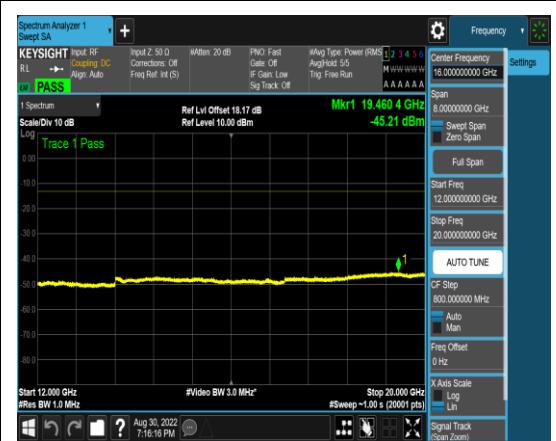 Spectrum Analyzer 1
Swept SA
Frequency
KEYSIGHT
Input: RF
Input Z: 50 Ω
#Atten: 20 dB
PNO: Fast
#Avg Type: Power (RMS
1 2 3 4 5 6
RL
Coupling: DC
Corrections: Off
Gate: Off
Avg|Hold: 5/5
M W W W W W
Align: Auto
Freq Ref: Int (S)
IF Gain: Low
Trig: Free Run
PASS
Sig Track: Off
A A A A A A
Center Frequency
16.000000000 GHz
Settings
Span
8.00000000 GHz
Swept Span
Zero Span
Full Span
Start Freq
12.000000000 GHz
Stop Freq
20.000000000 GHz
AUTO TUNE
CF Step
800.000000 MHz
Auto
Man
Freq Offset
0 Hz
X Axis Scale
Log
Lin
Signal Track
(Span Zoom)
1 Spectrum
Ref Lvl Offset 18.17 dB
Mkr1 19.460 4 GHz
Scale/Div 10 dB
Ref Level 10.00 dBm
-45.21 dBm
Log
Trace 1 Pass
0.00
-10.0
-20.0
-30.0
-40.0
1
-50.0
-60.0
-70.0
-80.0
Start 12.000 GHz
#Video BW 3.0 MHz*
Stop 20.000 GHz
#Res BW 1.0 MHz
#Sweep ~1.00 s (20001 pts)
Aug 30, 2022
7:16:16 PM